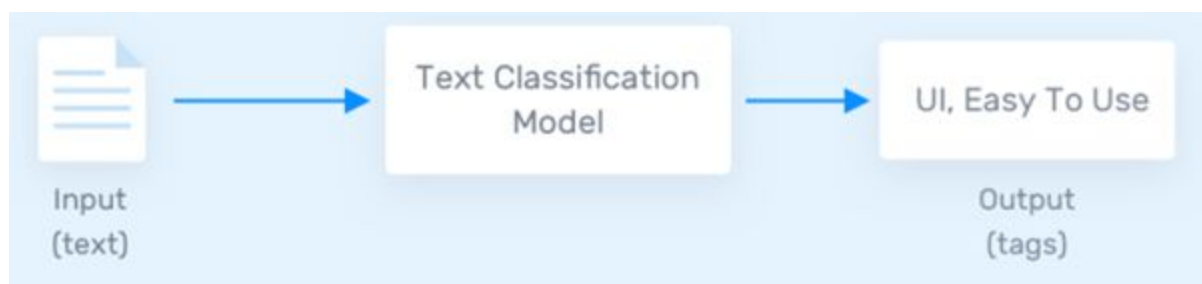 Input
(text)
Text Classification
Model
UI, Easy To Use
Output
(tags)